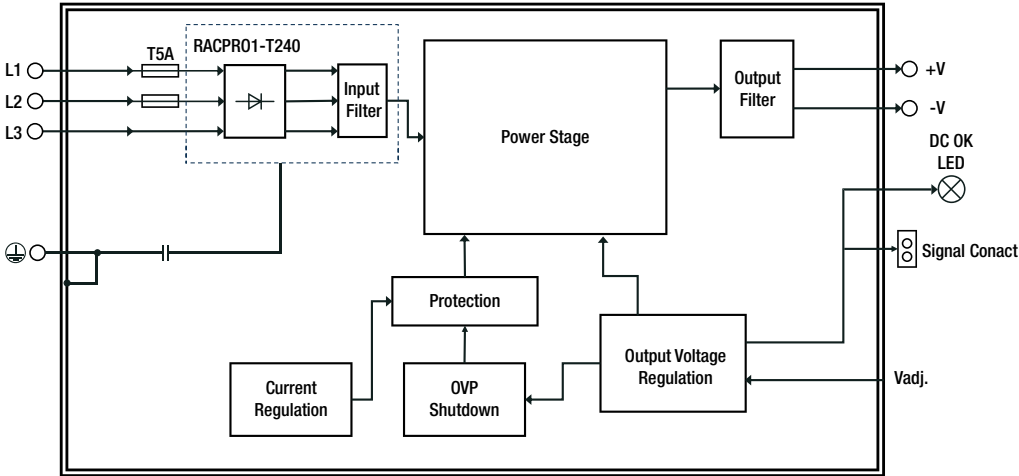 T5A
RACPRO1-T240
L1
L2
L3
Input
Filter
Power Stage
Output
Filter
+V
-V
DC OK
LED
Signal Conact
Protection
Current
Regulation
OVP
Shutdown
Output Voltage
Regulation
Vadj.